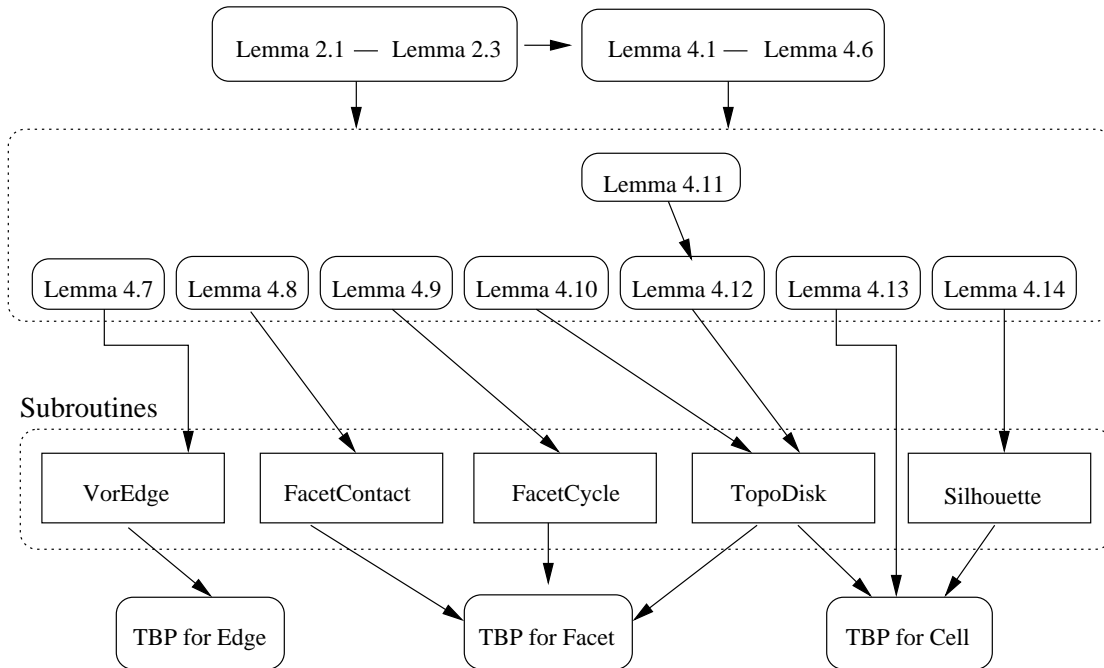 Lemma 2.1 — Lemma 2.3
Lemma 4.1 — Lemma 4.6
Lemma 4.11
Lemma 4.7
Lemma 4.8
Lemma 4.9
Lemma 4.10
Lemma 4.12
Lemma 4.13
Lemma 4.14
Subroutines
VorEdge
FacetContact
FacetCycle
TopoDisk
Silhouette
TBP for Edge
TBP for Facet
TBP for Cell